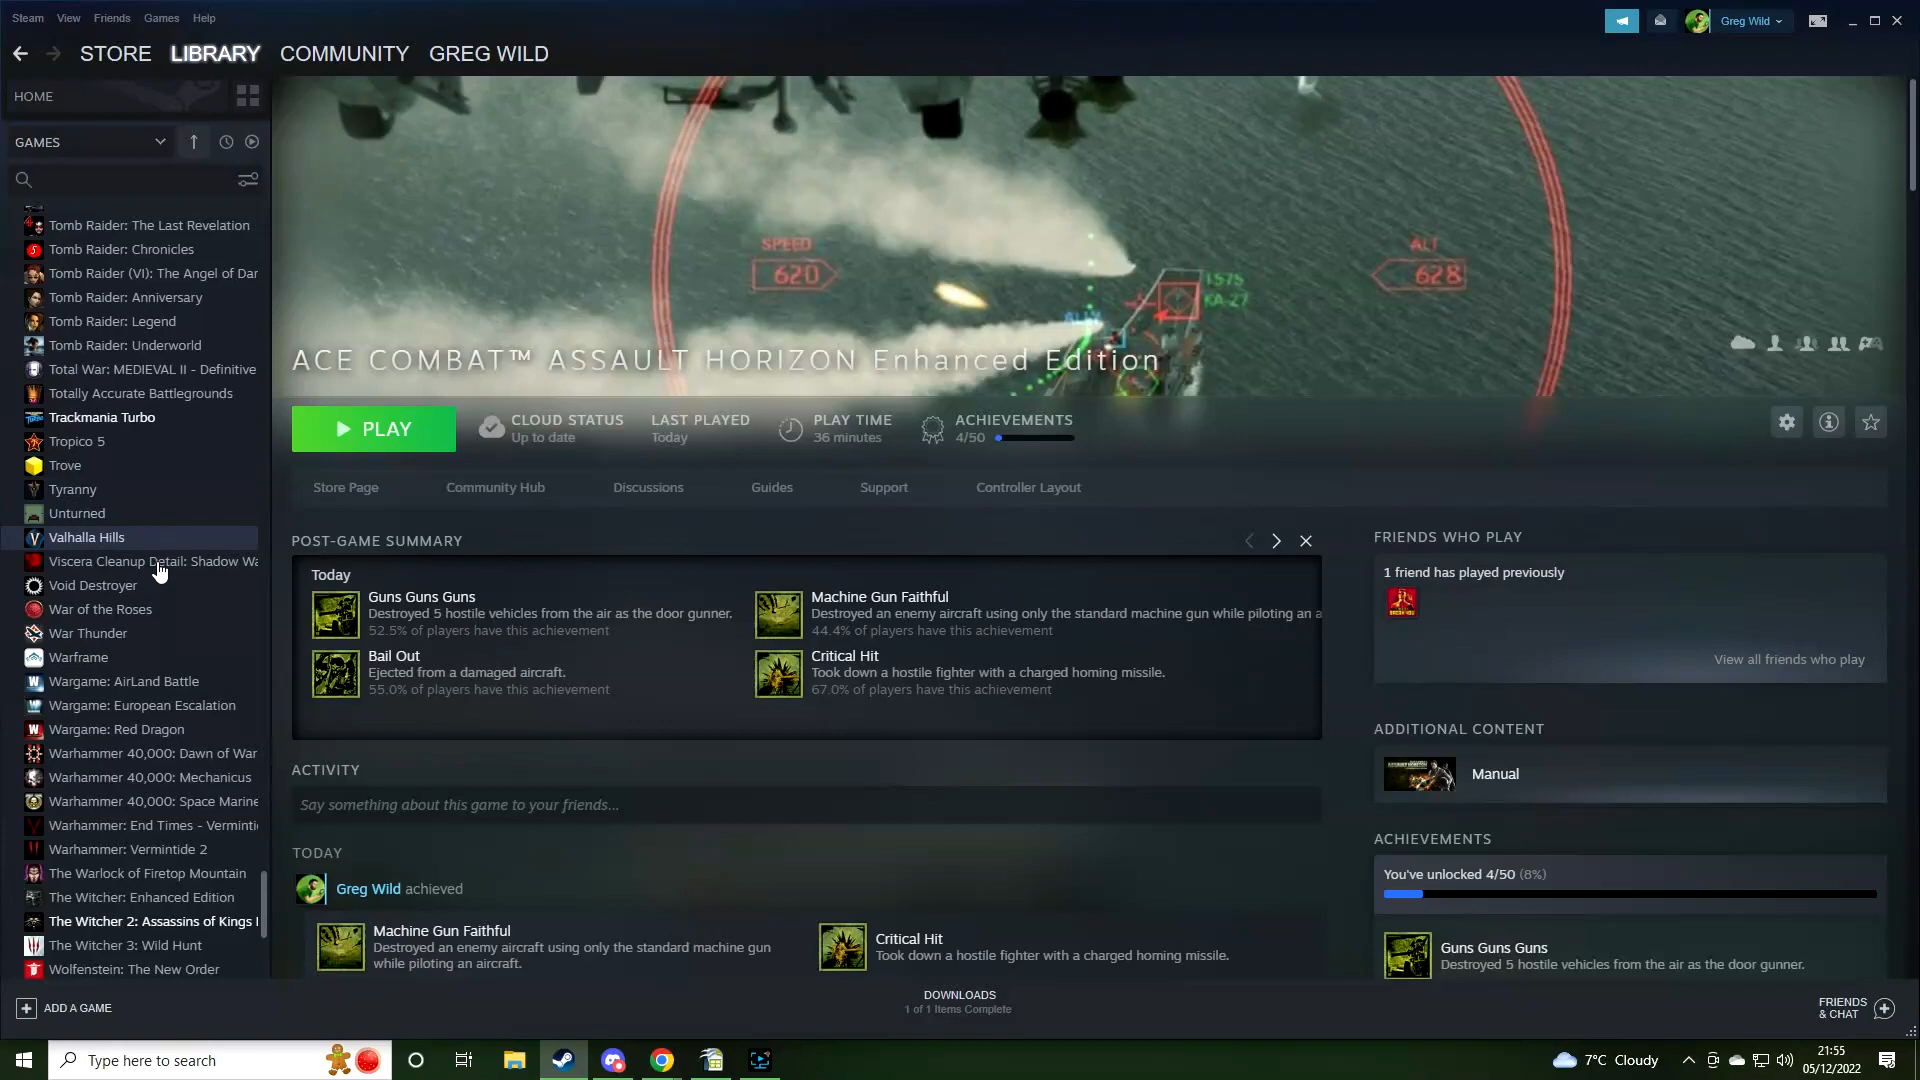 Steam View Friends Games Help
Greg Wild
STORE LIBRARY COMMUNITY GREG WILD
HOME
GAMES
Tomb Raider: The Last Revelation
Tomb Raider: Chronicles
Tomb Raider (VI): The Angel of Dar
Tomb Raider: Anniversary
Tomb Raider: Legend
Tomb Raider: Underworld
Total War: MEDIEVAL II - Definitive
Totally Accurate Battlegrounds
Trackmania Turbo
Tropico 5
Trove
Tyranny
Unturned
Valhalla Hills
Viscera Cleanup Detail: Shadow Wa
Void Destroyer
War of the Roses
War Thunder
Warframe
Wargame: AirLand Battle
Wargame: European Escalation
Wargame: Red Dragon
Warhammer 40,000: Dawn of War
Warhammer 40,000: Mechanicus
Warhammer 40,000: Space Marine
Warhammer: End Times - Verminti
Warhammer: Vermintide 2
The Warlock of Firetop Mountain
The Witcher: Enhanced Edition
The Witcher 2: Assassins of Kings
The Witcher 3: Wild Hunt
Wolfenstein: The New Order
ADD A GAME
SPEED
620
ALT
628
1575
KA-27
ACE COMBAT™ ASSAULT HORIZON Enhanced Edition
PLAY
CLOUD STATUS
Up to date
LAST PLAYED
Today
PLAY TIME
36 minutes
ACHIEVEMENTS
4/50
Store Page Community Hub Discussions Guides Support Controller Layout
POST-GAME SUMMARY
Today
Guns Guns Guns
Destroyed 5 hostile vehicles from the air as the door gunner.
52.5% of players have this achievement
Machine Gun Faithful
Destroyed an enemy aircraft using only the standard machine gun while piloting an a
44.4% of players have this achievement
Bail Out
Ejected from a damaged aircraft.
55.0% of players have this achievement
Critical Hit
Took down a hostile fighter with a charged homing missile.
67.0% of players have this achievement
ACTIVITY
Say something about this game to your friends...
TODAY
Greg Wild achieved
Machine Gun Faithful
Destroyed an enemy aircraft using only the standard machine gun
while piloting an aircraft.
Critical Hit
Took down a hostile fighter with a charged homing missile.
FRIENDS WHO PLAY
1 friend has played previously
View all friends who play
ADDITIONAL CONTENT
Manual
ACHIEVEMENTS
You've unlocked 4/50 (8%)
Guns Guns Guns
Destroyed 5 hostile vehicles from the air as the door gunner.
DOWNLOADS
1 of 1 Items Complete
FRIENDS
& CHAT
Type here to search
7°C Cloudy
21:55
05/12/2022